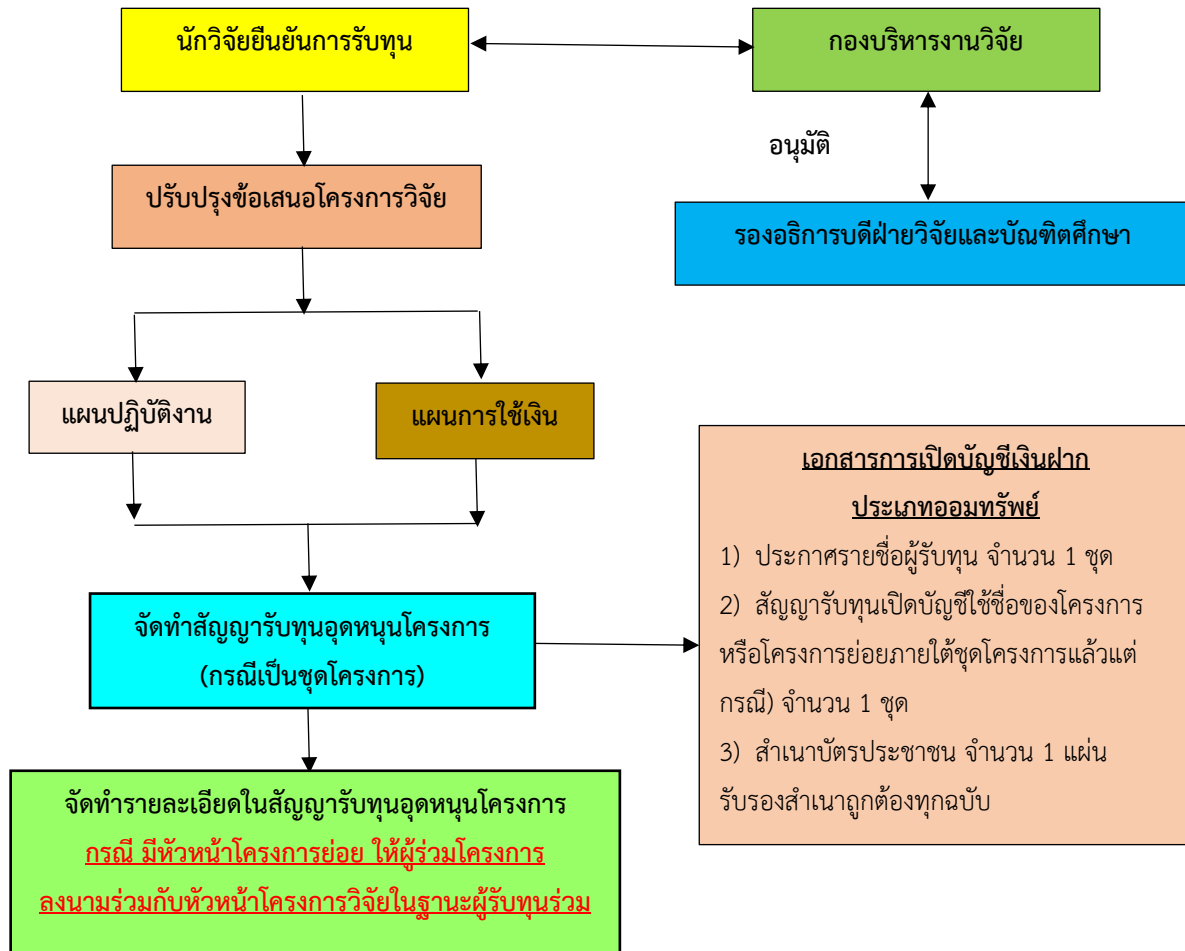 นักวิจัยยืนยันการรับทุน
กองบริหารงานวิจัย
อนุมัติ
ปรับปรุงข้อเสนอโครงการวิจัย
รองอธิการบดีฝ่ายวิจัยและบัณฑิตศึกษา
แผนปฏิบัติงาน
แผนการใช้เงิน
เอกสารการเปิดบัญชีเงินฝาก
ประเภทออมทรัพย์
1) ประกาศรายชื่อผู้รับทุน จำนวน 1 ชุด
2) สัญญารับทุนเปิดบัญชีใช้ชื่อของโครงการ
หรือโครงการย่อยภายใต้ชุดโครงการแล้วแต่
กรณี) จำนวน 1 ชุด
3) สำเนาบัตรประชาชน จำนวน 1 แผ่น
รับรองสำเนาถูกต้องทุกฉบับ
จัดทำสัญญารับทุนอุดหนุนโครงการ
(กรณีเป็นชุดโครงการ)
จัดทำรายละเอียดในสัญญารับทุนอุดหนุนโครงการ
กรณี มีหัวหน้าโครงการย่อย ให้ผู้ร่วมโครงการ
ลงนามร่วมกับหัวหน้าโครงการวิจัยในฐานะผู้รับทุนร่วม